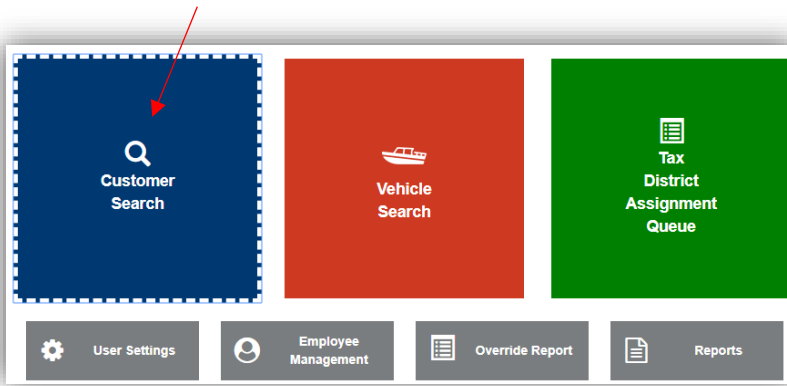 Customer
Search
Vehicle
Search
Tax
District
Assignment
Queue
User Settings
Employee
Management
Override Report
Reports